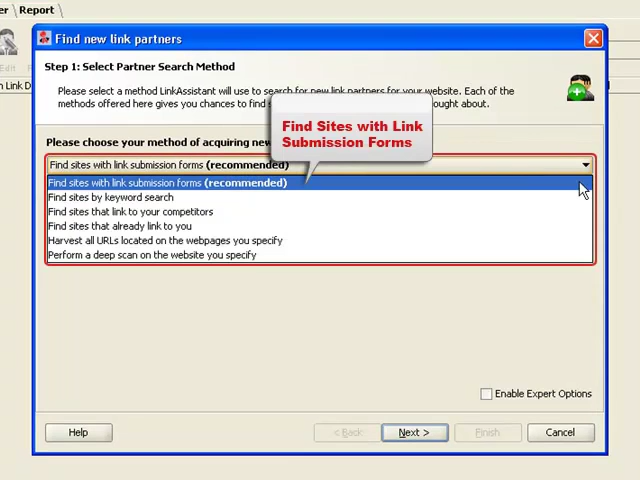 er Report
Find new link partners
Edit
n Link D
Step 1: Select Partner Search Method
Please select a method LinkAssistant will use to search for new link partners for your website. Each of the
methods offered here gives you chances to find s ought about.
Find Sites with Link
Submission Forms
Please choose your method of acquiring new
Find sites with link submission forms (recommended)
Find sites with link submission forms (recommended)
Find sites by keyword search
Find sites that link to your competitors
Find sites that already link to you
Harvest all URLs located on the webpages you specify
Perform a deep scan on the website you specify
Enable Expert Options
Help
< Back
Next >
Finish
Cancel